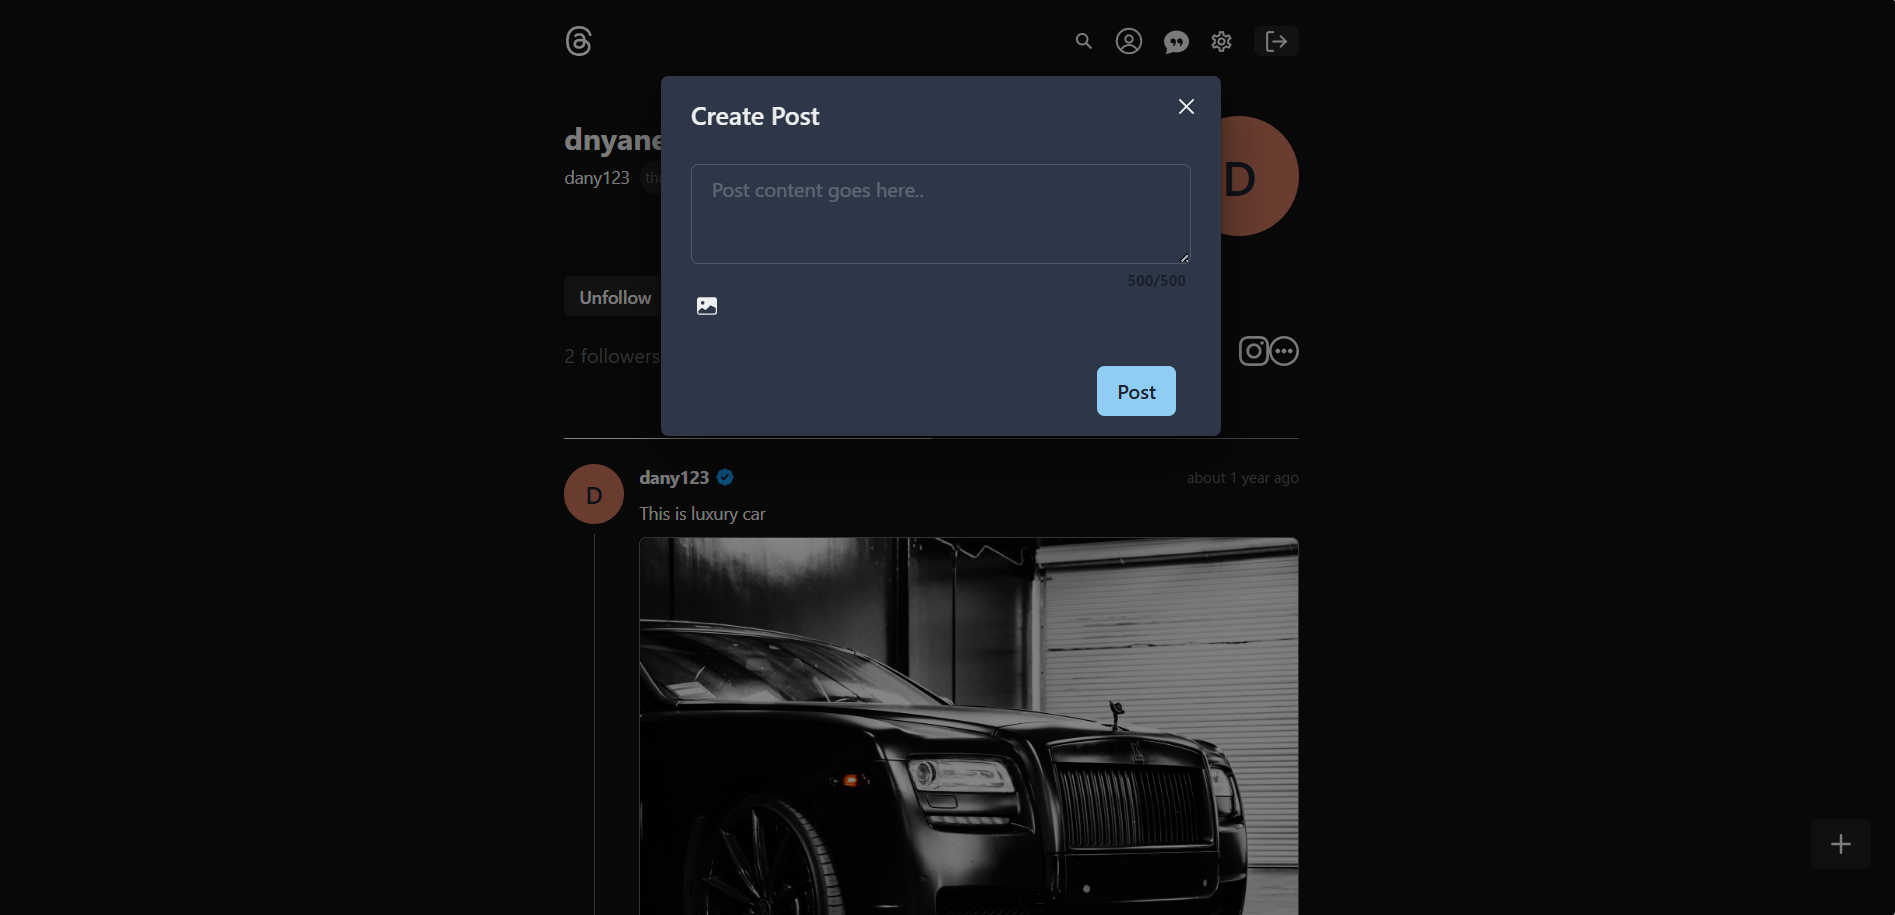 Create Post
dnyane
dany123
Post content goes here..
D
500/500
Unfollow
2 followers
Post
dany123
about 1 year ago
D
This is luxury car